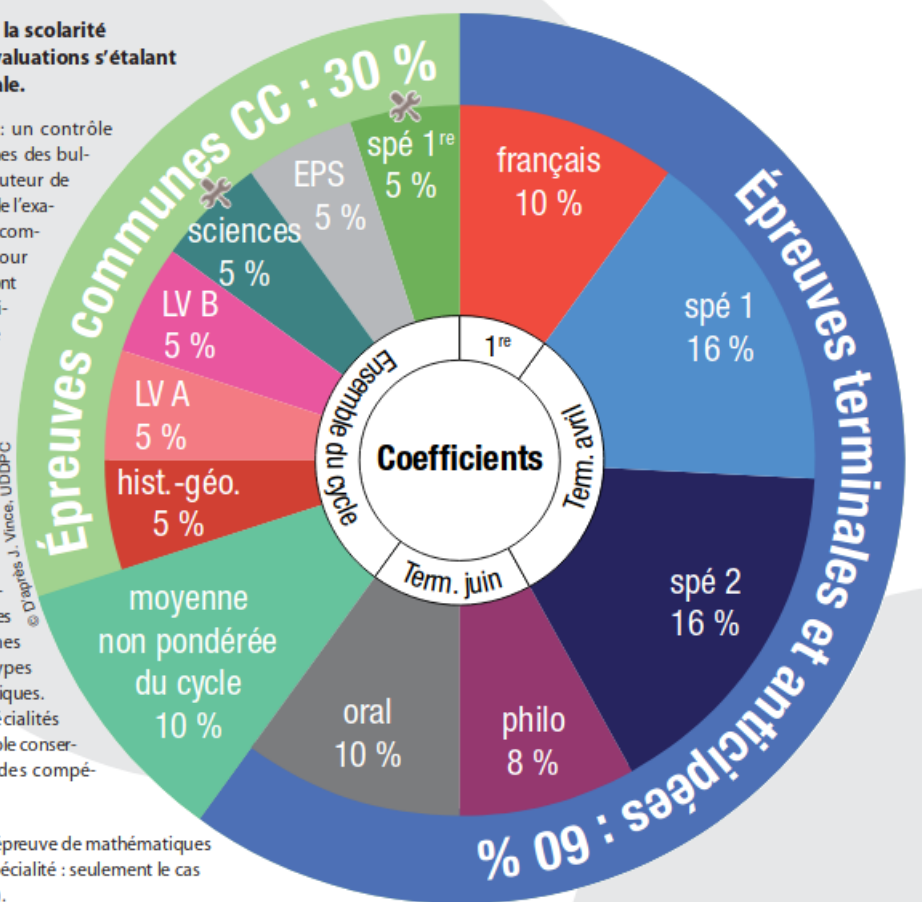 la scolarité
valuations s'étalant
ale.
: un contrôle
nes des bul-
uteur de
de l'exa-
com-
our
nt
i-
es
nes
ypes
iques.
écialités
ble conser-
des compé-
épreuve de mathématiques
pécialité : seulement le cas
© D'après J. Vince, UDDPC
Épreuves communes CC : 30 %
Épreuves terminales et anticipées : 60 %
français
10 %
spé 1
16 %
spé 2
16 %
philo
8 %
oral
10 %
moyenne
non pondérée
du cycle
10 %
hist.-géo.
5 %
LV A
5 %
LV B
5 %
sciences
5 %
EPS
5 %
spé 1re
5 %
1re
Term. avril
Term. juin
Ensemble du cycle
Coefficients